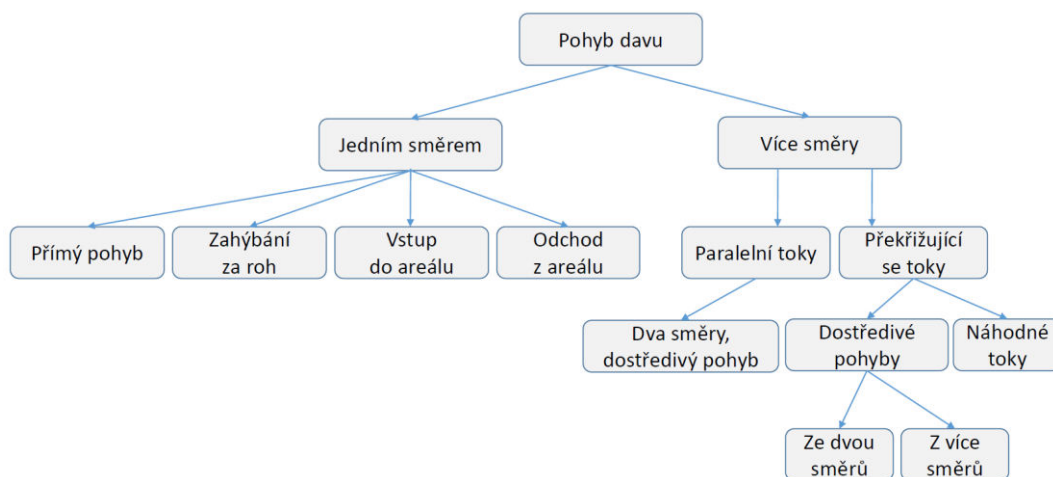 Pohyb davu
Jedním směrem
Více směry
Přímý pohyb
Zahýbání
za roh
Vstup
do areálu
Odchod
z areálu
Paralelní toky
Překřižující
se toky
Dva směry,
dostředivý pohyb
Dostředivé
pohyby
Náhodné
toky
Ze dvou
směrů
Z více
směrů